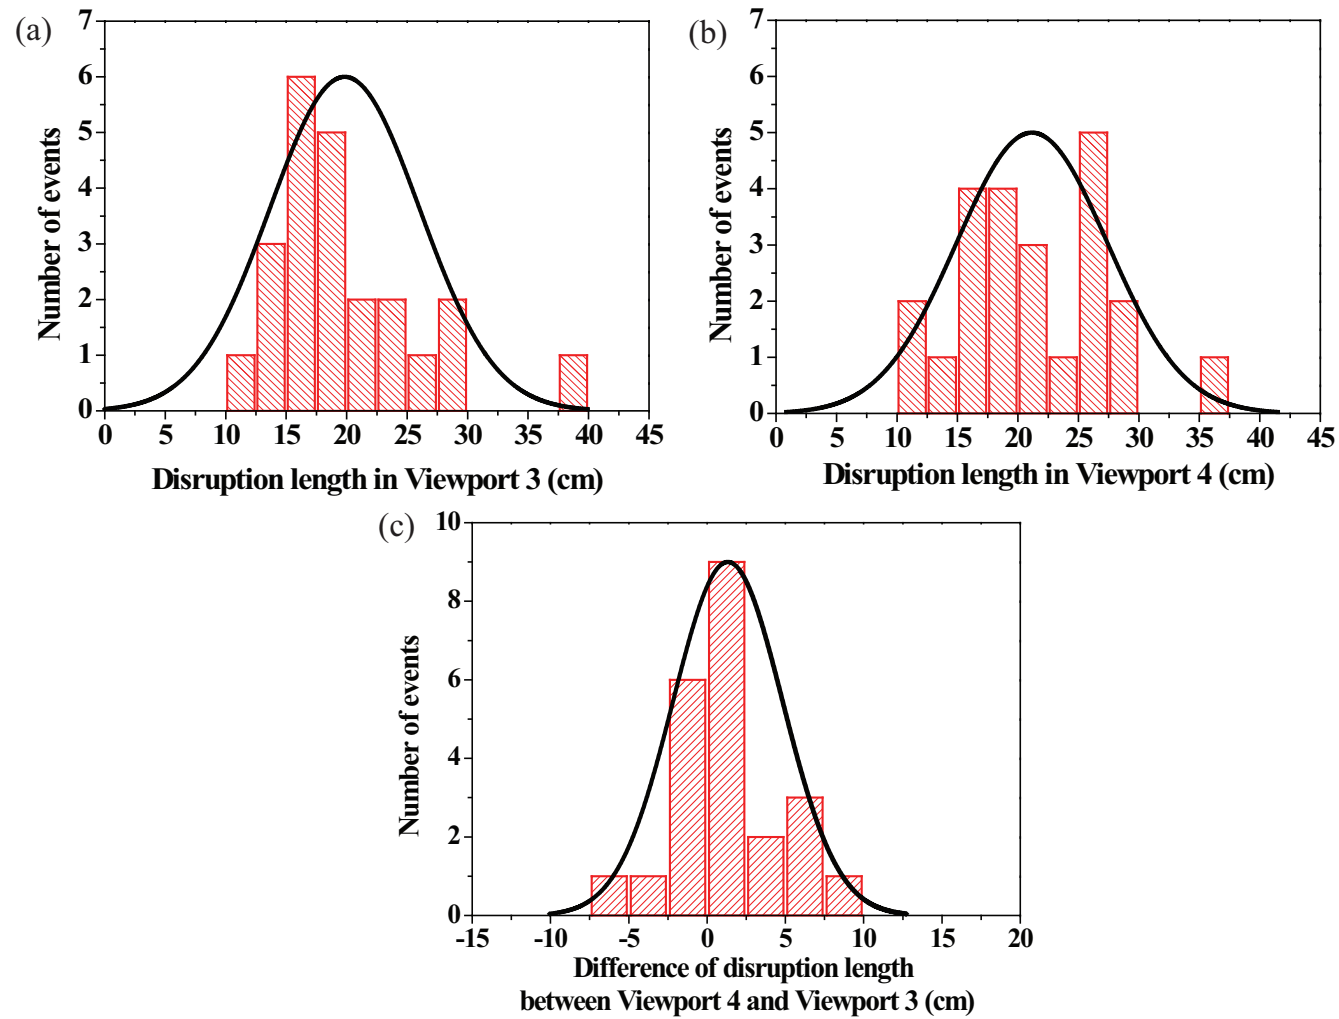 (a)
7
6
5
4
3
2
1
0
Number of events
0 5 10 15 20 25 30 35 40 45
Disruption length in Viewport 3 (cm)
(b)
7
6
5
4
3
2
1
0
Number of events
0 5 10 15 20 25 30 35 40 45
Disruption length in Viewport 4 (cm)
(c)
10
8
6
4
2
0
Number of events
-15 -10 -5 0 5 10 15 20
Difference of disruption length
between Viewport 4 and Viewport 3 (cm)